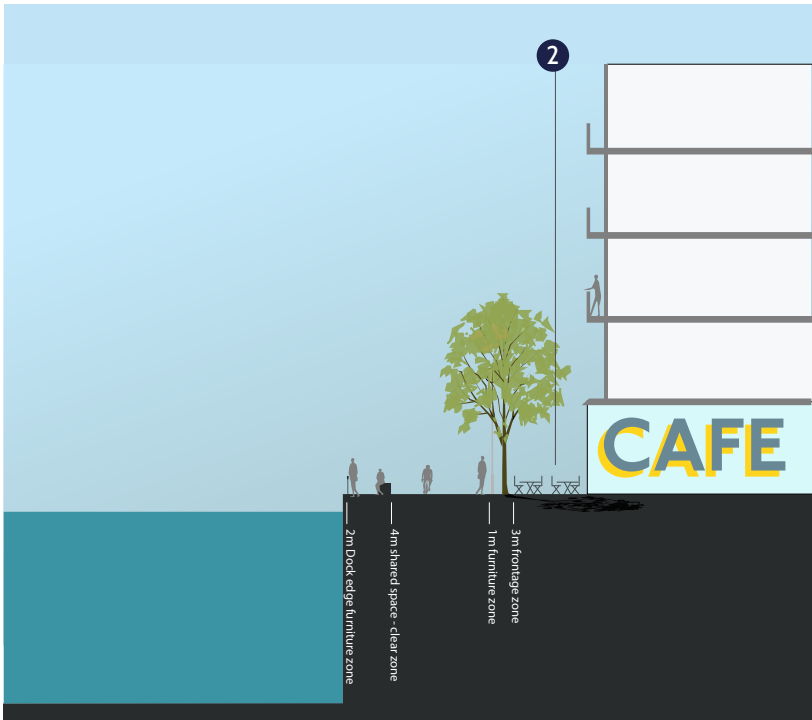 2
CAFE
2m Dock edge furniture zone
4m shared space - clear zone
1m furniture zone
3m frontage zone